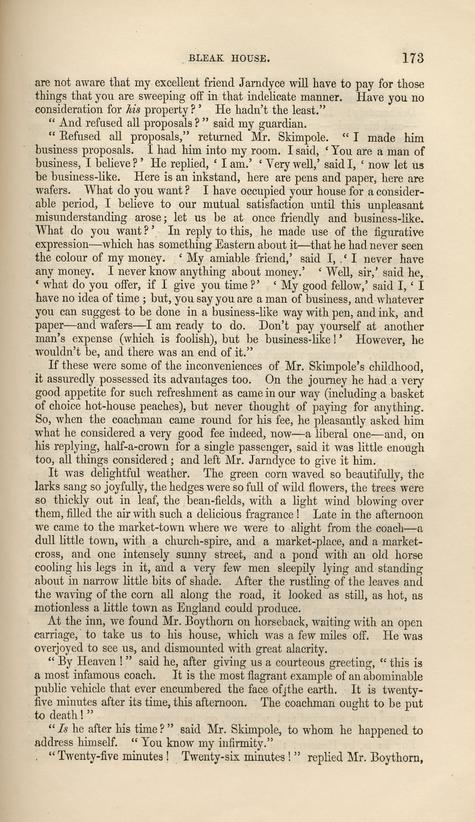 BLEAK HOUSE. 173
are not aware that my excellent friend Jarndyce will have to pay for those
things that you are sweeping off in that indelicate manner. Have you no
consideration for his property?’ He hadn’t the least.”
“And refused all proposals?” said my guardian.
“Refused all proposals,” returned Mr. Skimpole. “I made him
business proposals. I had him into my room. I said, ‘You are a man of
business, I believe?’ He replied, ‘I am.’ ‘Very well,’ said I, ‘now let us
be business-like. Here is an inkstand, here are pens and paper, here are
wafers. What do you want? I have occupied your house for a consider-
able period, I believe to our mutual satisfaction until this unpleasant
misunderstanding arose; let us be at once friendly and business-like.
What do you want?’ In reply to this, he made use of the figurative
expression—which has something Eastern about it—that he had never seen
the colour of my money. ‘My amiable friend,’ said I, ‘I never have
any money. I never know anything about money.’ ‘Well, sir,’ said he,
‘what do you offer, if I give you time?’ ‘My good fellow,’ said I, ‘I
have no idea of time; but, you say you are a man of business, and whatever
you can suggest to be done in a business-like way with pen, and ink, and
paper—and wafers—I am ready to do. Don’t pay yourself at another
man’s expense (which is foolish), but be business-like!’ However, he
wouldn’t be, and there was an end of it.”
If these were some of the inconveniences of Mr. Skimpole’s childhood,
it assuredly possessed its advantages too. On the journey he had a very
good appetite for such refreshment as came in our way (including a basket
of choice hot-house peaches), but never thought of paying for anything.
So, when the coachman came round for his fee, he pleasantly asked him
what he considered a very good fee indeed, now—a liberal one—and, on
his replying, half-a-crown for a single passenger, said it was little enough
too, all things considered; and left Mr. Jarndyce to give it him.
It was delightful weather. The green corn waved so beautifully, the
larks sang so joyfully, the hedges were so full of wild flowers, the trees were
so thickly out in leaf, the bean-fields, with a light wind blowing over
them, filled the air with such a delicious fragrance! Late in the afternoon
we came to the market-town where we were to alight from the coach—a
dull little town, with a church-spire, and a market-place, and a market-
cross, and one intensely sunny street, and a pond with an old horse
cooling his legs in it, and a very few men sleepily lying and standing
about in narrow little bits of shade. After the rustling of the leaves and
the waving of the corn all along the road, it looked as still, as hot, as
motionless a little town as England could produce.
At the inn, we found Mr. Boythorn on horseback, waiting with an open
carriage, to take us to his house, which was a few miles off. He was
overjoyed to see us, and dismounted with great alacrity.
“By Heaven!” said he, after giving us a courteous greeting, “this is
a most infamous coach. It is the most flagrant example of an abominable
public vehicle that ever encumbered the face of the earth. It is twenty-
five minutes after its time, this afternoon. The coachman ought to be put
to death!”
“Is he after his time?” said Mr. Skimpole, to whom he happened to
address himself. “You know my infirmity.”
“Twenty-five minutes! Twenty-six minutes!” replied Mr. Boythorn,